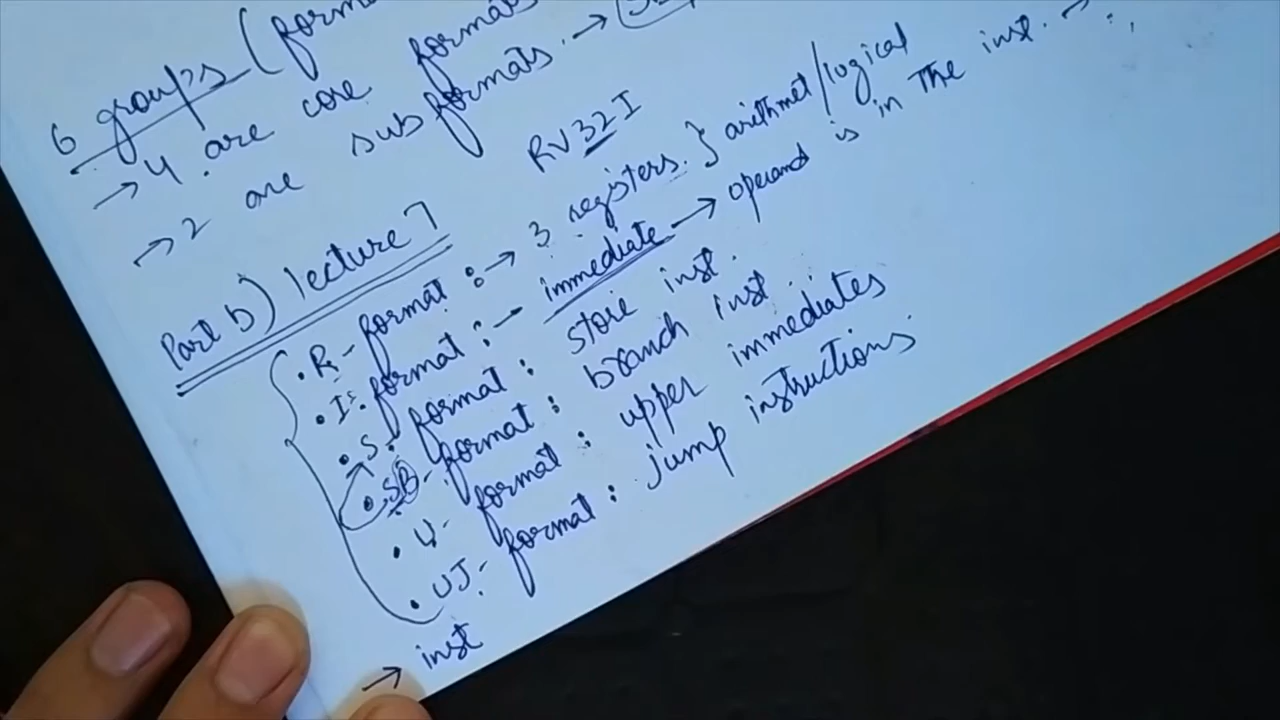 6 groups (forma
→ 4 are core formats
→ 2 are sub formats. →
RV32I
Part b) lecture 7
• R - format :→ 3 registers. } arithmet/logical
• I - format :- immediate → operand is in the inst. →
• S - format : store inst.
• SB - format : branch inst.
• U - format : upper immediates
• UJ - format : jump instructions
→ inst